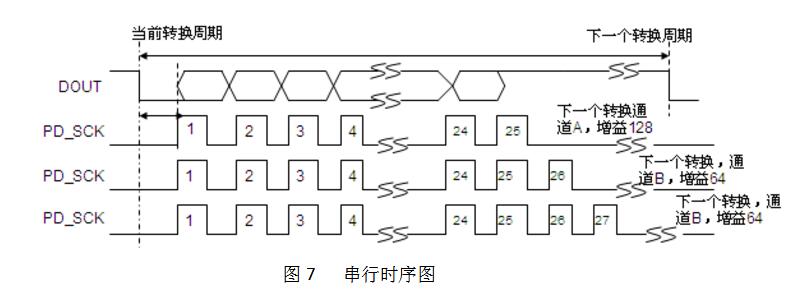 当前转换周期 下一个转换周期
DOUT
下一个转换通
道A，增益128
PD_SCK 1 2 3 4 24 25
下一个转换，通
道B，增益64
PD_SCK 1 2 3 4 24 25 26
下一个转换，通
道B，增益64
PD_SCK 1 2 3 4 24 25 26 27
图 7 串行时序图